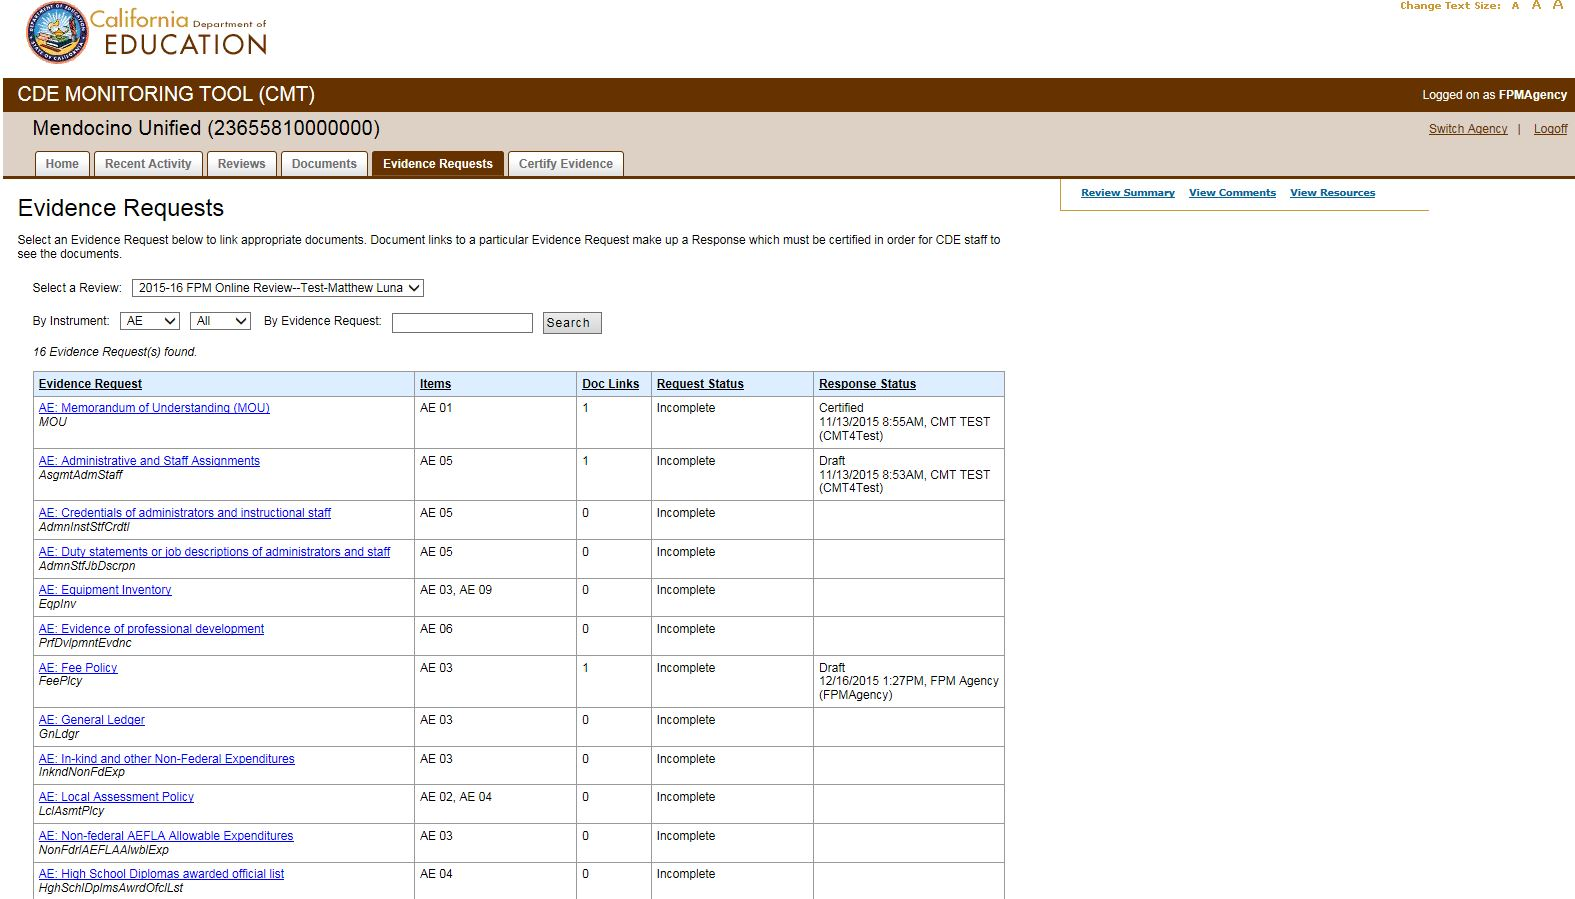 Change Text Size: A A A
California Department of
EDUCATION
CDE MONITORING TOOL (CMT)
Logged on as FPMAgency
Mendocino Unified (23655810000000)
Switch Agency | Logoff
Home Recent Activity Reviews Documents Evidence Requests Certify Evidence
Review Summary View Comments View Resources
Evidence Requests
Select an Evidence Request below to link appropriate documents. Document links to a particular Evidence Request make up a Response which must be certified in order for CDE staff to
see the documents.
Select a Review: 2015-16 FPM Online Review--Test-Matthew Luna
By Instrument: AE All By Evidence Request: Search
16 Evidence Request(s) found.
Evidence Request Items Doc Links Request Status Response Status
AE: Memorandum of Understanding (MOU) AE 01 1 Incomplete Certified
MOU 11/13/2015 8:55AM, CMT TEST
(CMT4Test)
AE: Administrative and Staff Assignments AE 05 1 Incomplete Draft
AsgmtAdmStaff 11/13/2015 8:53AM, CMT TEST
(CMT4Test)
AE: Credentials of administrators and instructional staff AE 05 0 Incomplete
AdmnInstStfCrdtl
AE: Duty statements or job descriptions of administrators and staff AE 05 0 Incomplete
AdmnStfJbDscrpn
AE: Equipment Inventory AE 03, AE 09 0 Incomplete
EqpInv
AE: Evidence of professional development AE 06 0 Incomplete
PrfDvlpmntEvdnc
AE: Fee Policy AE 03 1 Incomplete Draft
FeePlcy 12/16/2015 1:27PM, FPM Agency
(FPMAgency)
AE: General Ledger AE 03 0 Incomplete
GnLdgr
AE: In-kind and other Non-Federal Expenditures AE 03 0 Incomplete
InkndNonFdExp
AE: Local Assessment Policy AE 02, AE 04 0 Incomplete
LclAsmtPlcy
AE: Non-federal AEFLA Allowable Expenditures AE 03 0 Incomplete
NonFdrlAEFLAAlwblExp
AE: High School Diplomas awarded official list AE 04 0 Incomplete
HghSchlDplmsAwrdOfclLst